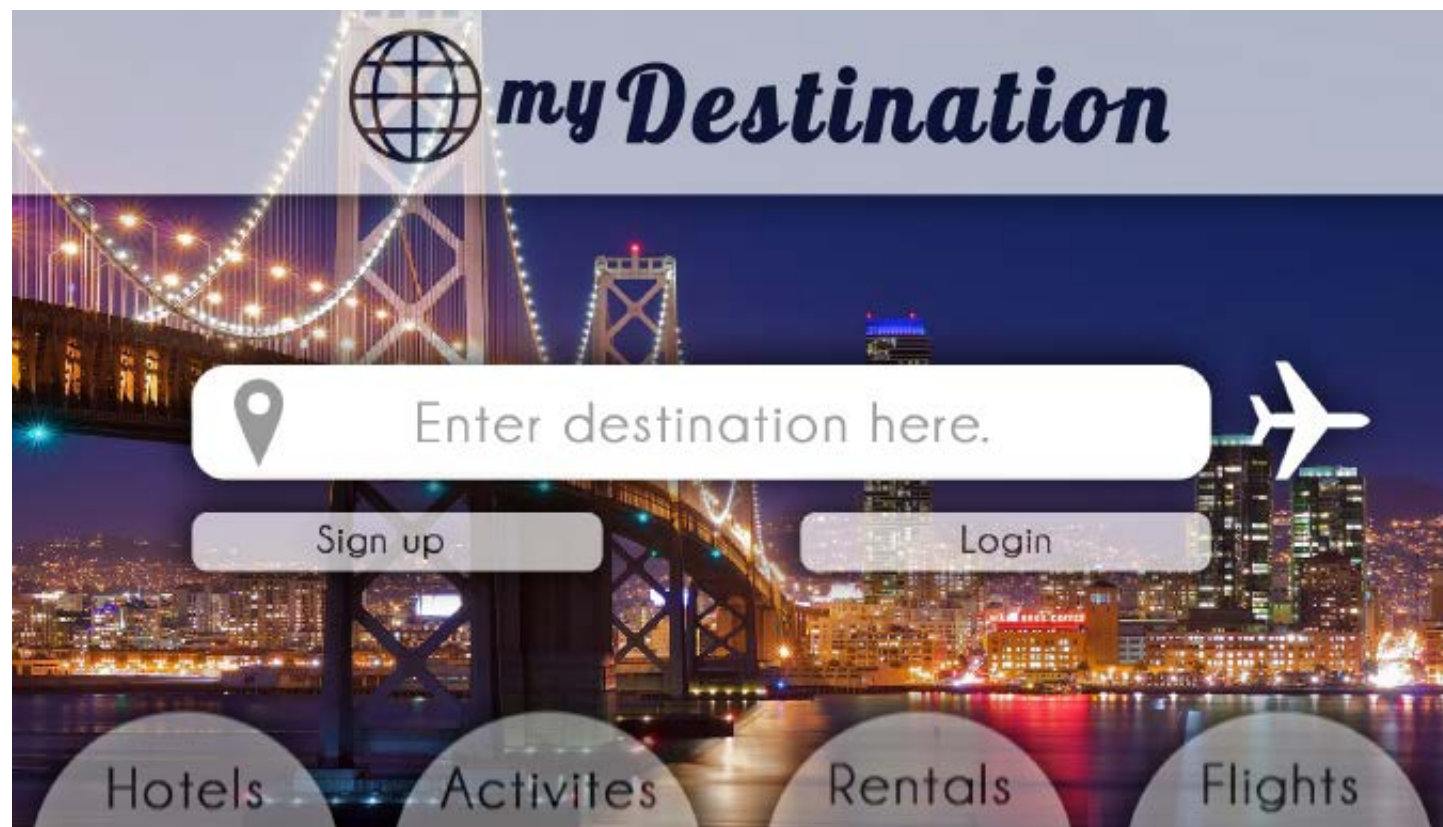 myDestination
Enter destination here.
Sign up
Login
Hotels
Activites
Rentals
Flights